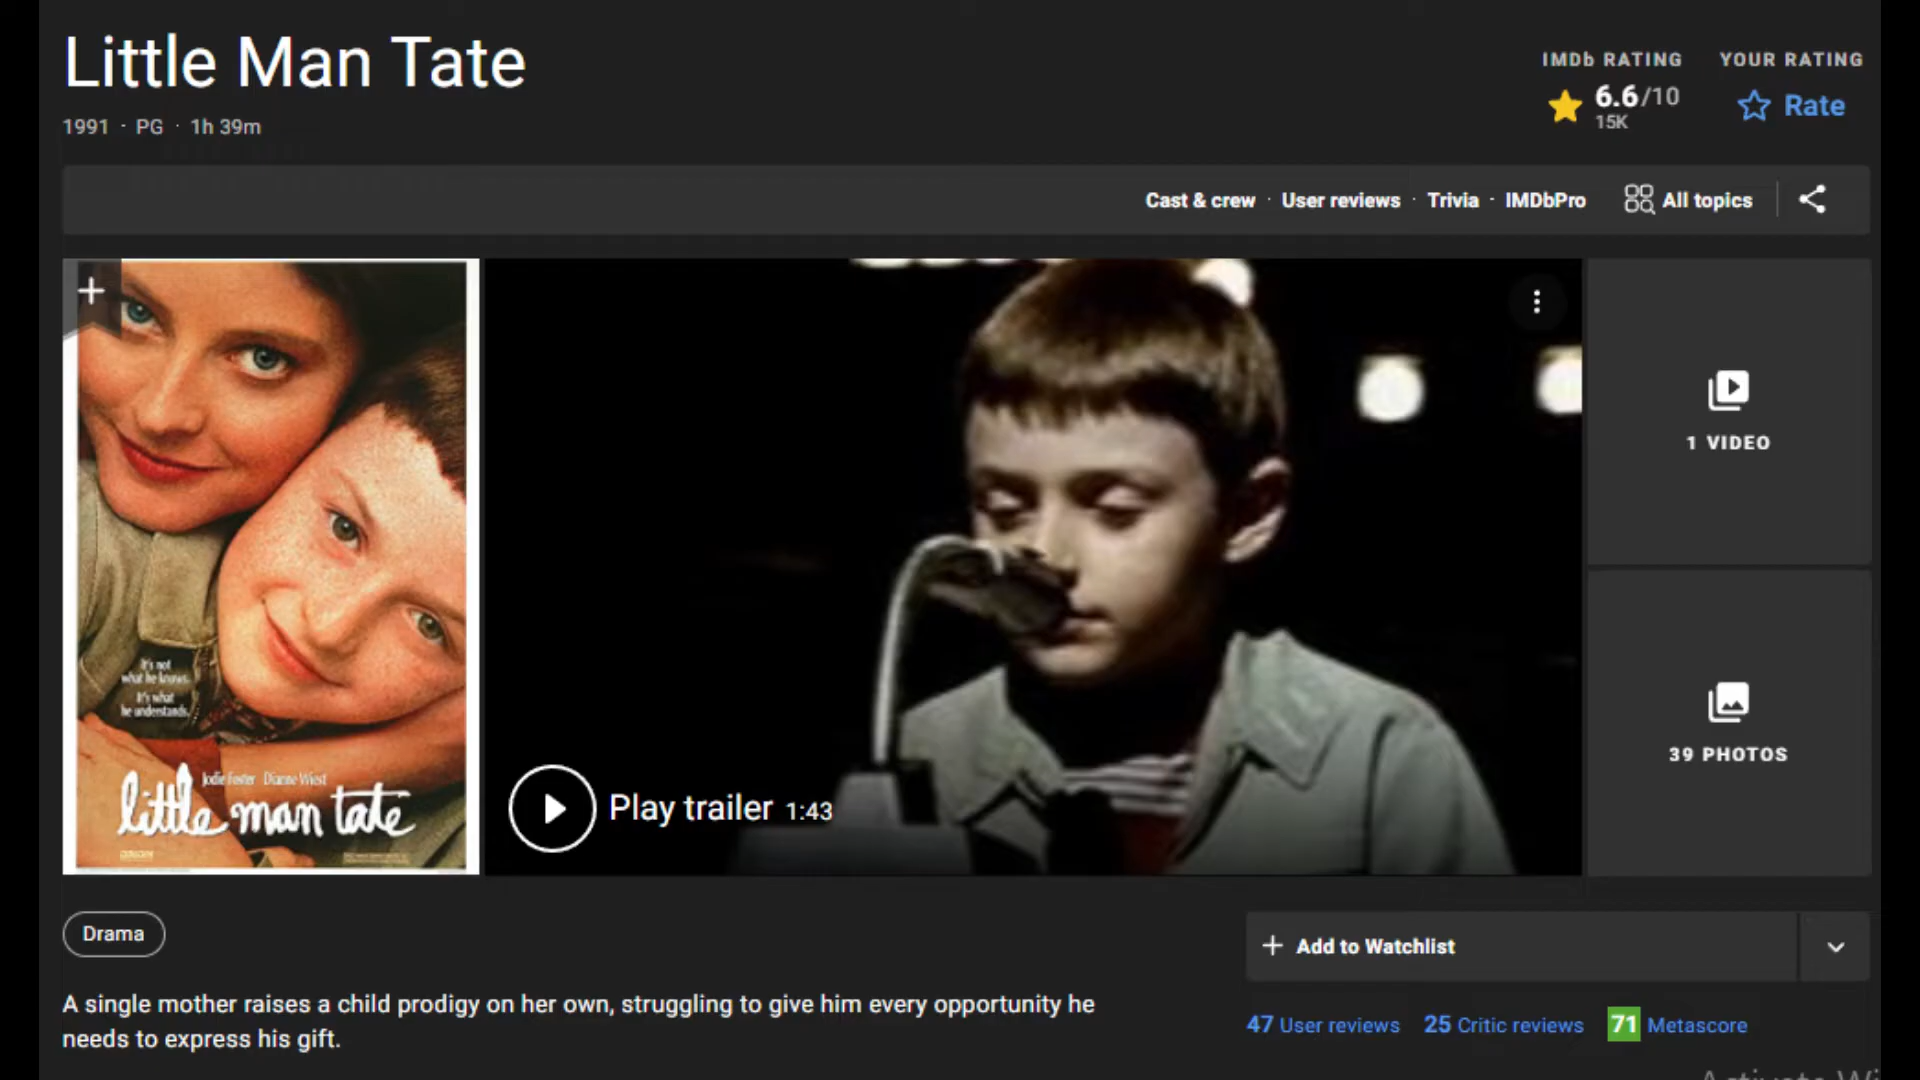 Little Man Tate
1991 · PG · 1h 39m
IMDb RATING
6.6/10
15K
YOUR RATING
Rate
Cast & crew · User reviews · Trivia · IMDbPro
All topics
It's not
what he knows.
It's what
he understands.
Jodie Foster Dianne Wiest
little man tate
Play trailer 1:43
1 VIDEO
39 PHOTOS
Drama
Add to Watchlist
A single mother raises a child prodigy on her own, struggling to give him every opportunity he
needs to express his gift.
47 User reviews 25 Critic reviews 71 Metascore